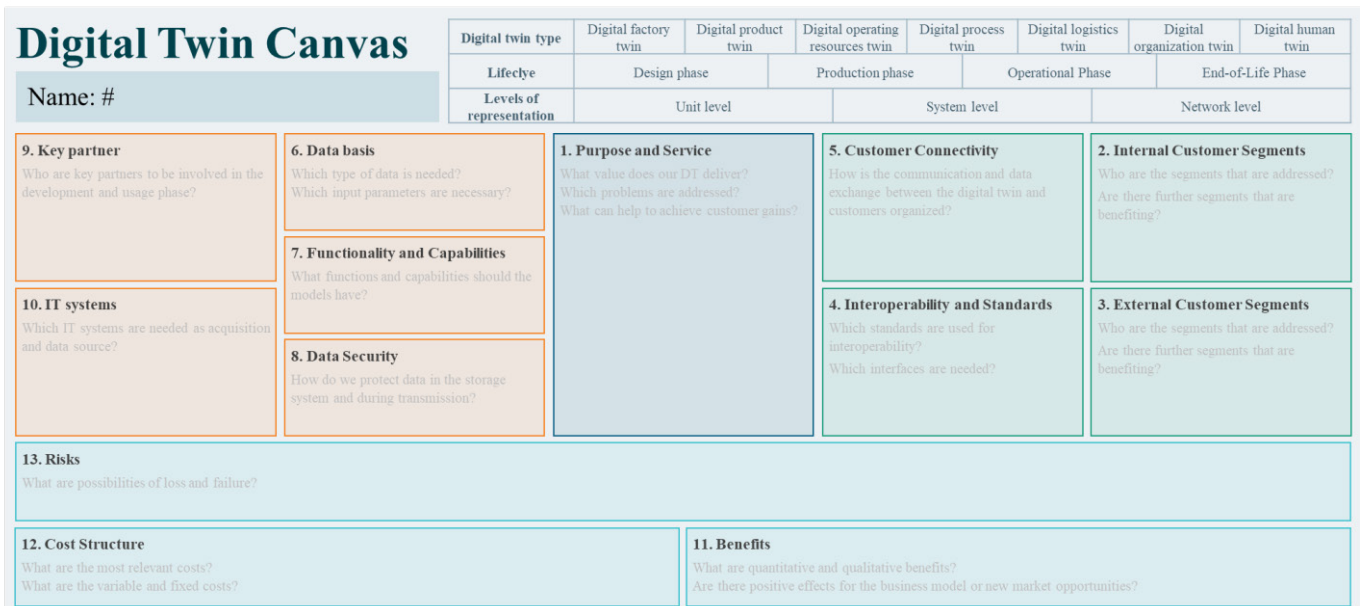 Digital Twin Canvas
Name: #
Digital twin type
Digital factory twin
Digital product twin
Digital operating resources twin
Digital process twin
Digital logistics twin
Digital organization twin
Digital human twin
Lifeclye
Design phase
Production phase
Operational Phase
End-of-Life Phase
Levels of representation
Unit level
System level
Network level
9. Key partner
Who are key partners to be involved in the
development and usage phase?
6. Data basis
Which type of data is needed?
Which input parameters are necessary?
1. Purpose and Service
What value does our DT deliver?
Which problems are addressed?
What can help to achieve customer gains?
5. Customer Connectivity
How is the communication and data
exchange between the digital twin and
customers organized?
2. Internal Customer Segments
Who are the segments that are addressed?
Are there further segments that are
benefiting?
7. Functionality and Capabilities
What functions and capabilities should the
models have?
10. IT systems
Which IT systems are needed as acquisition
and data source?
4. Interoperability and Standards
Which standards are used for
interoperability?
Which interfaces are needed?
3. External Customer Segments
Who are the segments that are addressed?
Are there further segments that are
benefiting?
8. Data Security
How do we protect data in the storage
system and during transmission?
13. Risks
What are possibilities of loss and failure?
12. Cost Structure
What are the most relevant costs?
What are the variable and fixed costs?
11. Benefits
What are quantitative and qualitative benefits?
Are there positive effects for the business model or new market opportunities?